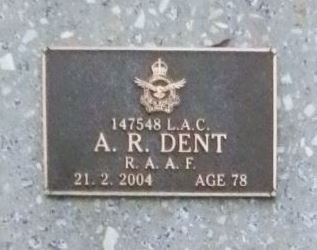 147548 L.A.C.
A. R. DENT
R. A. A. F.
21. 2. 2004 AGE 78